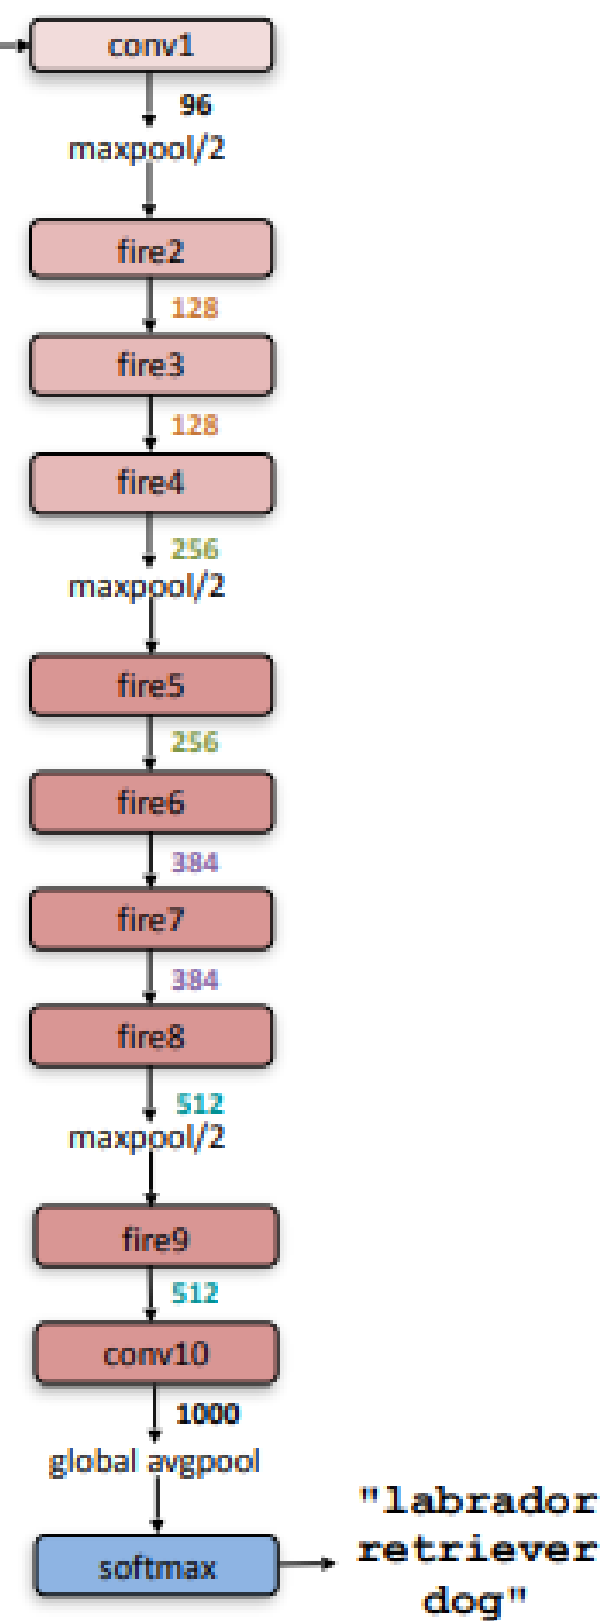 conv1
96
maxpool/2
fire2
128
fire3
128
fire4
256
maxpool/2
fire5
256
fire6
384
fire7
384
fire8
512
maxpool/2
fire9
512
conv10
1000
global avgpool
softmax
"labrador
retriever
dog"